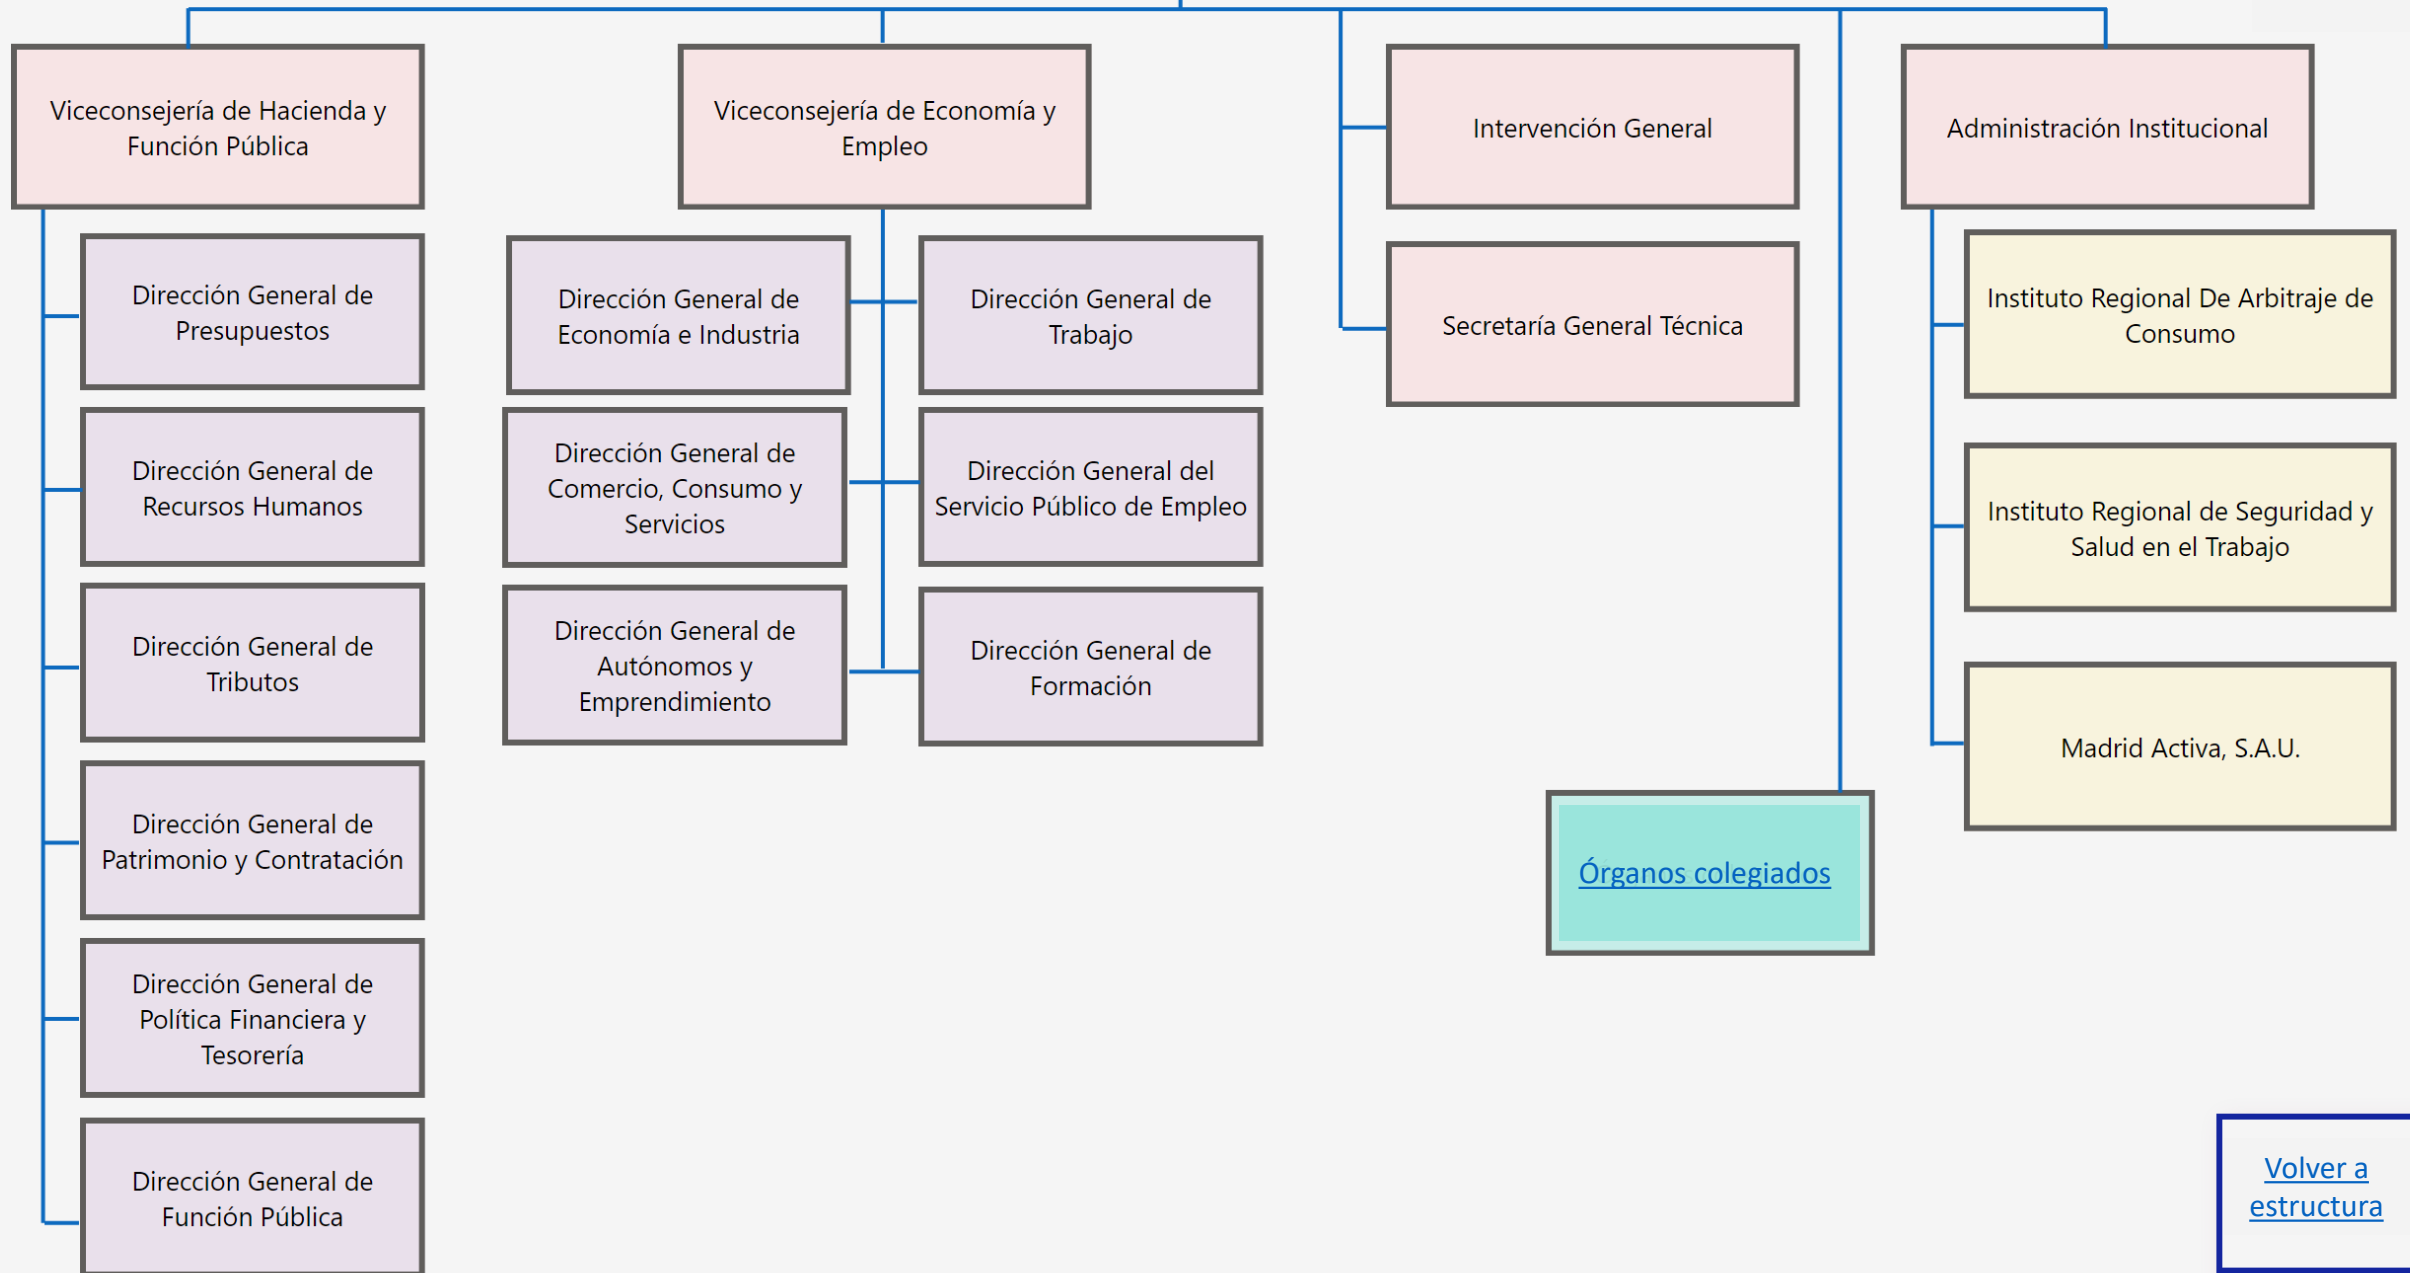 Viceconsejería de Hacienda y
Función Pública
Dirección General de
Presupuestos
Dirección General de
Recursos Humanos
Dirección General de
Tributos
Dirección General de
Patrimonio y Contratación
Dirección General de
Política Financiera y
Tesorería
Dirección General de
Función Pública
Viceconsejería de Economía y
Empleo
Dirección General de
Economía e Industria
Dirección General de
Comercio, Consumo y
Servicios
Dirección General de
Autónomos y
Emprendimiento
Dirección General de
Trabajo
Dirección General del
Servicio Público de Empleo
Dirección General de
Formación
Intervención General
Secretaría General Técnica
Órganos colegiados
Administración Institucional
Instituto Regional De Arbitraje de
Consumo
Instituto Regional de Seguridad y
Salud en el Trabajo
Madrid Activa, S.A.U.
Volver a
estructura